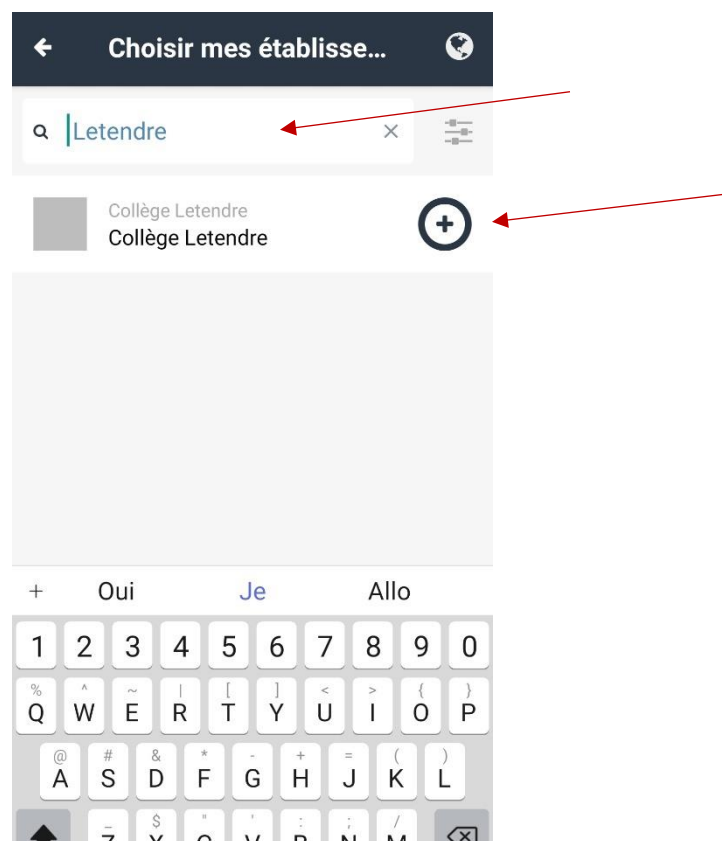 Choisir mes établisse...
Letendre
Collège Letendre
Collège Letendre
+ Oui Je Allo
1 2 3 4 5 6 7 8 9 0
% ^ ~ | [ ] < > { }
Q W E R T Y U I O P
@ # & * - + = ( )
A S D F G H J K L
_ $ " ' : ; /
Z X C V B N M